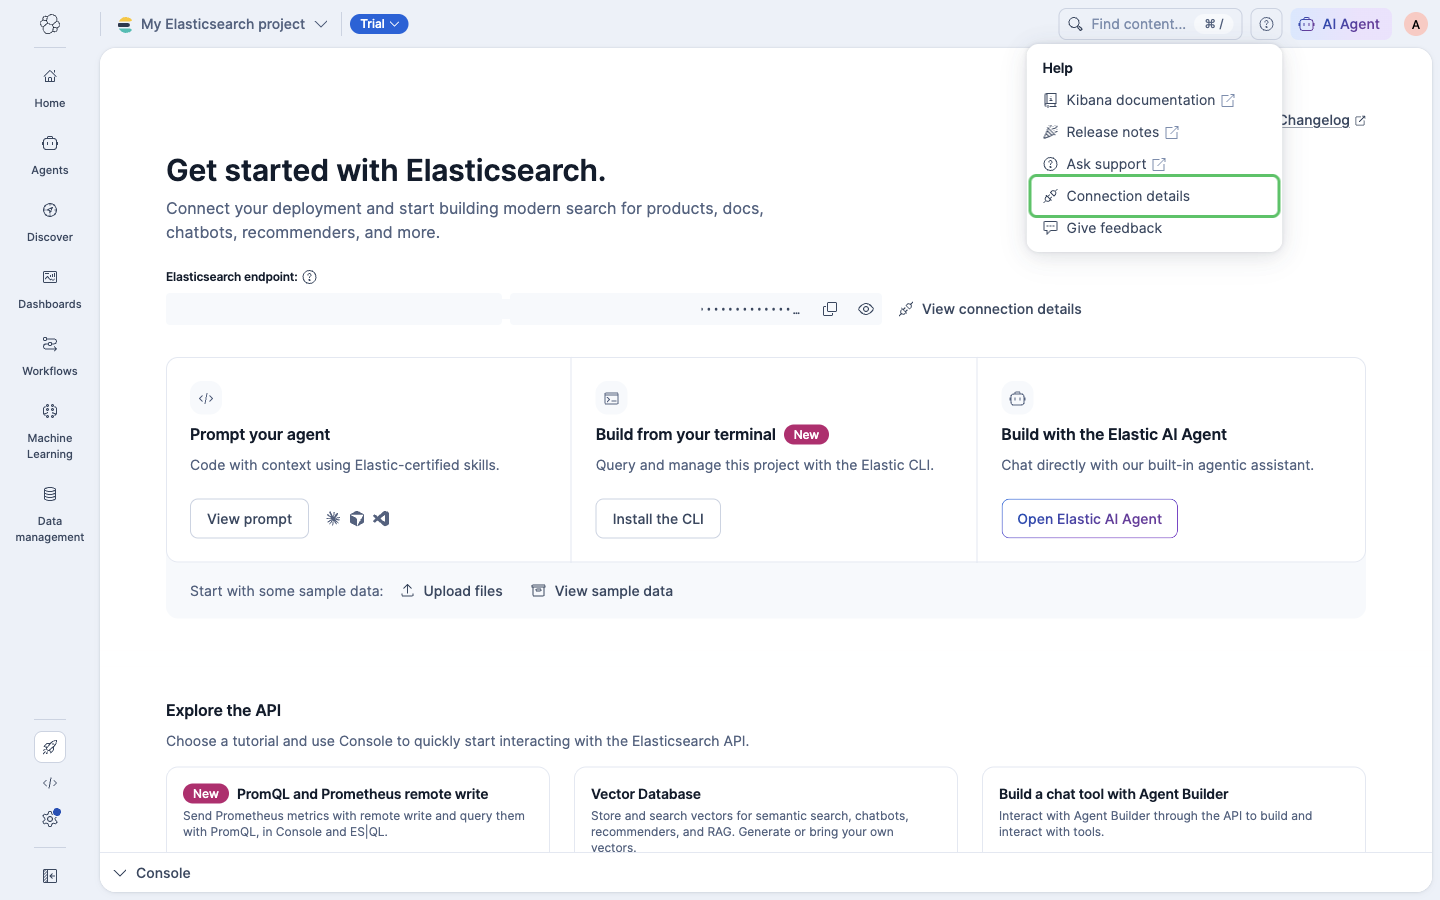 My Elasticsearch project
Trial
Find content...
⌘ /
AI Agent
A
Help
Kibana documentation
Release notes
Ask support
Connection details
Give feedback
Home
Agents
Discover
Dashboards
Workflows
Machine
Learning
Data
management
Changelog
Get started with Elasticsearch.
Connect your deployment and start building modern search for products, docs,
chatbots, recommenders, and more.
Elasticsearch endpoint:
View connection details
Prompt your agent
Code with context using Elastic-certified skills.
View prompt
Build from your terminal New
Query and manage this project with the Elastic CLI.
Install the CLI
Build with the Elastic AI Agent
Chat directly with our built-in agentic assistant.
Open Elastic AI Agent
Start with some sample data: Upload files View sample data
Explore the API
Choose a tutorial and use Console to quickly start interacting with the Elasticsearch API.
New PromQL and Prometheus remote write
Send Prometheus metrics with remote write and query them
with PromQL, in Console and ES|QL.
Vector Database
Store and search vectors for semantic search, chatbots,
recommenders, and RAG. Generate or bring your own
vectors.
Build a chat tool with Agent Builder
Interact with Agent Builder through the API to build and
interact with tools.
Console